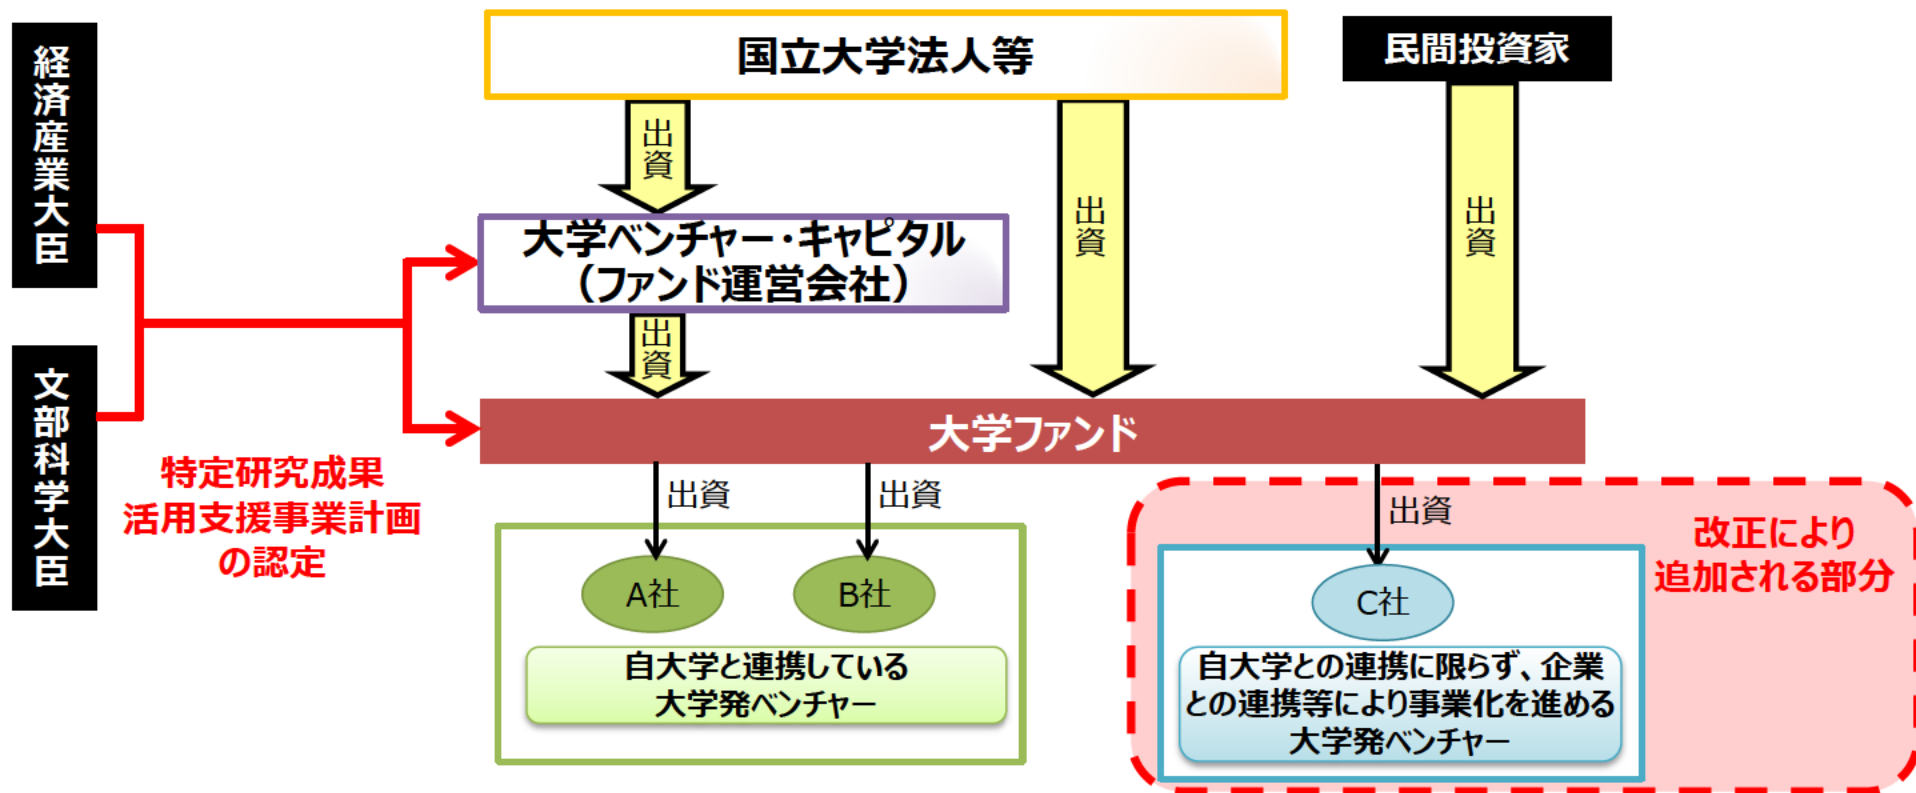 経済産業大臣
文部科学大臣
特定研究成果
活用支援事業計画
の認定
国立大学法人等
民間投資家
出資
出資
出資
大学ベンチャー・キャピタル
（ファンド運営会社）
出資
大学ファンド
出資
出資
出資
A社
B社
自大学と連携している
大学発ベンチャー
改正により
追加される部分
C社
自大学との連携に限らず、企業
との連携等により事業化を進める
大学発ベンチャー